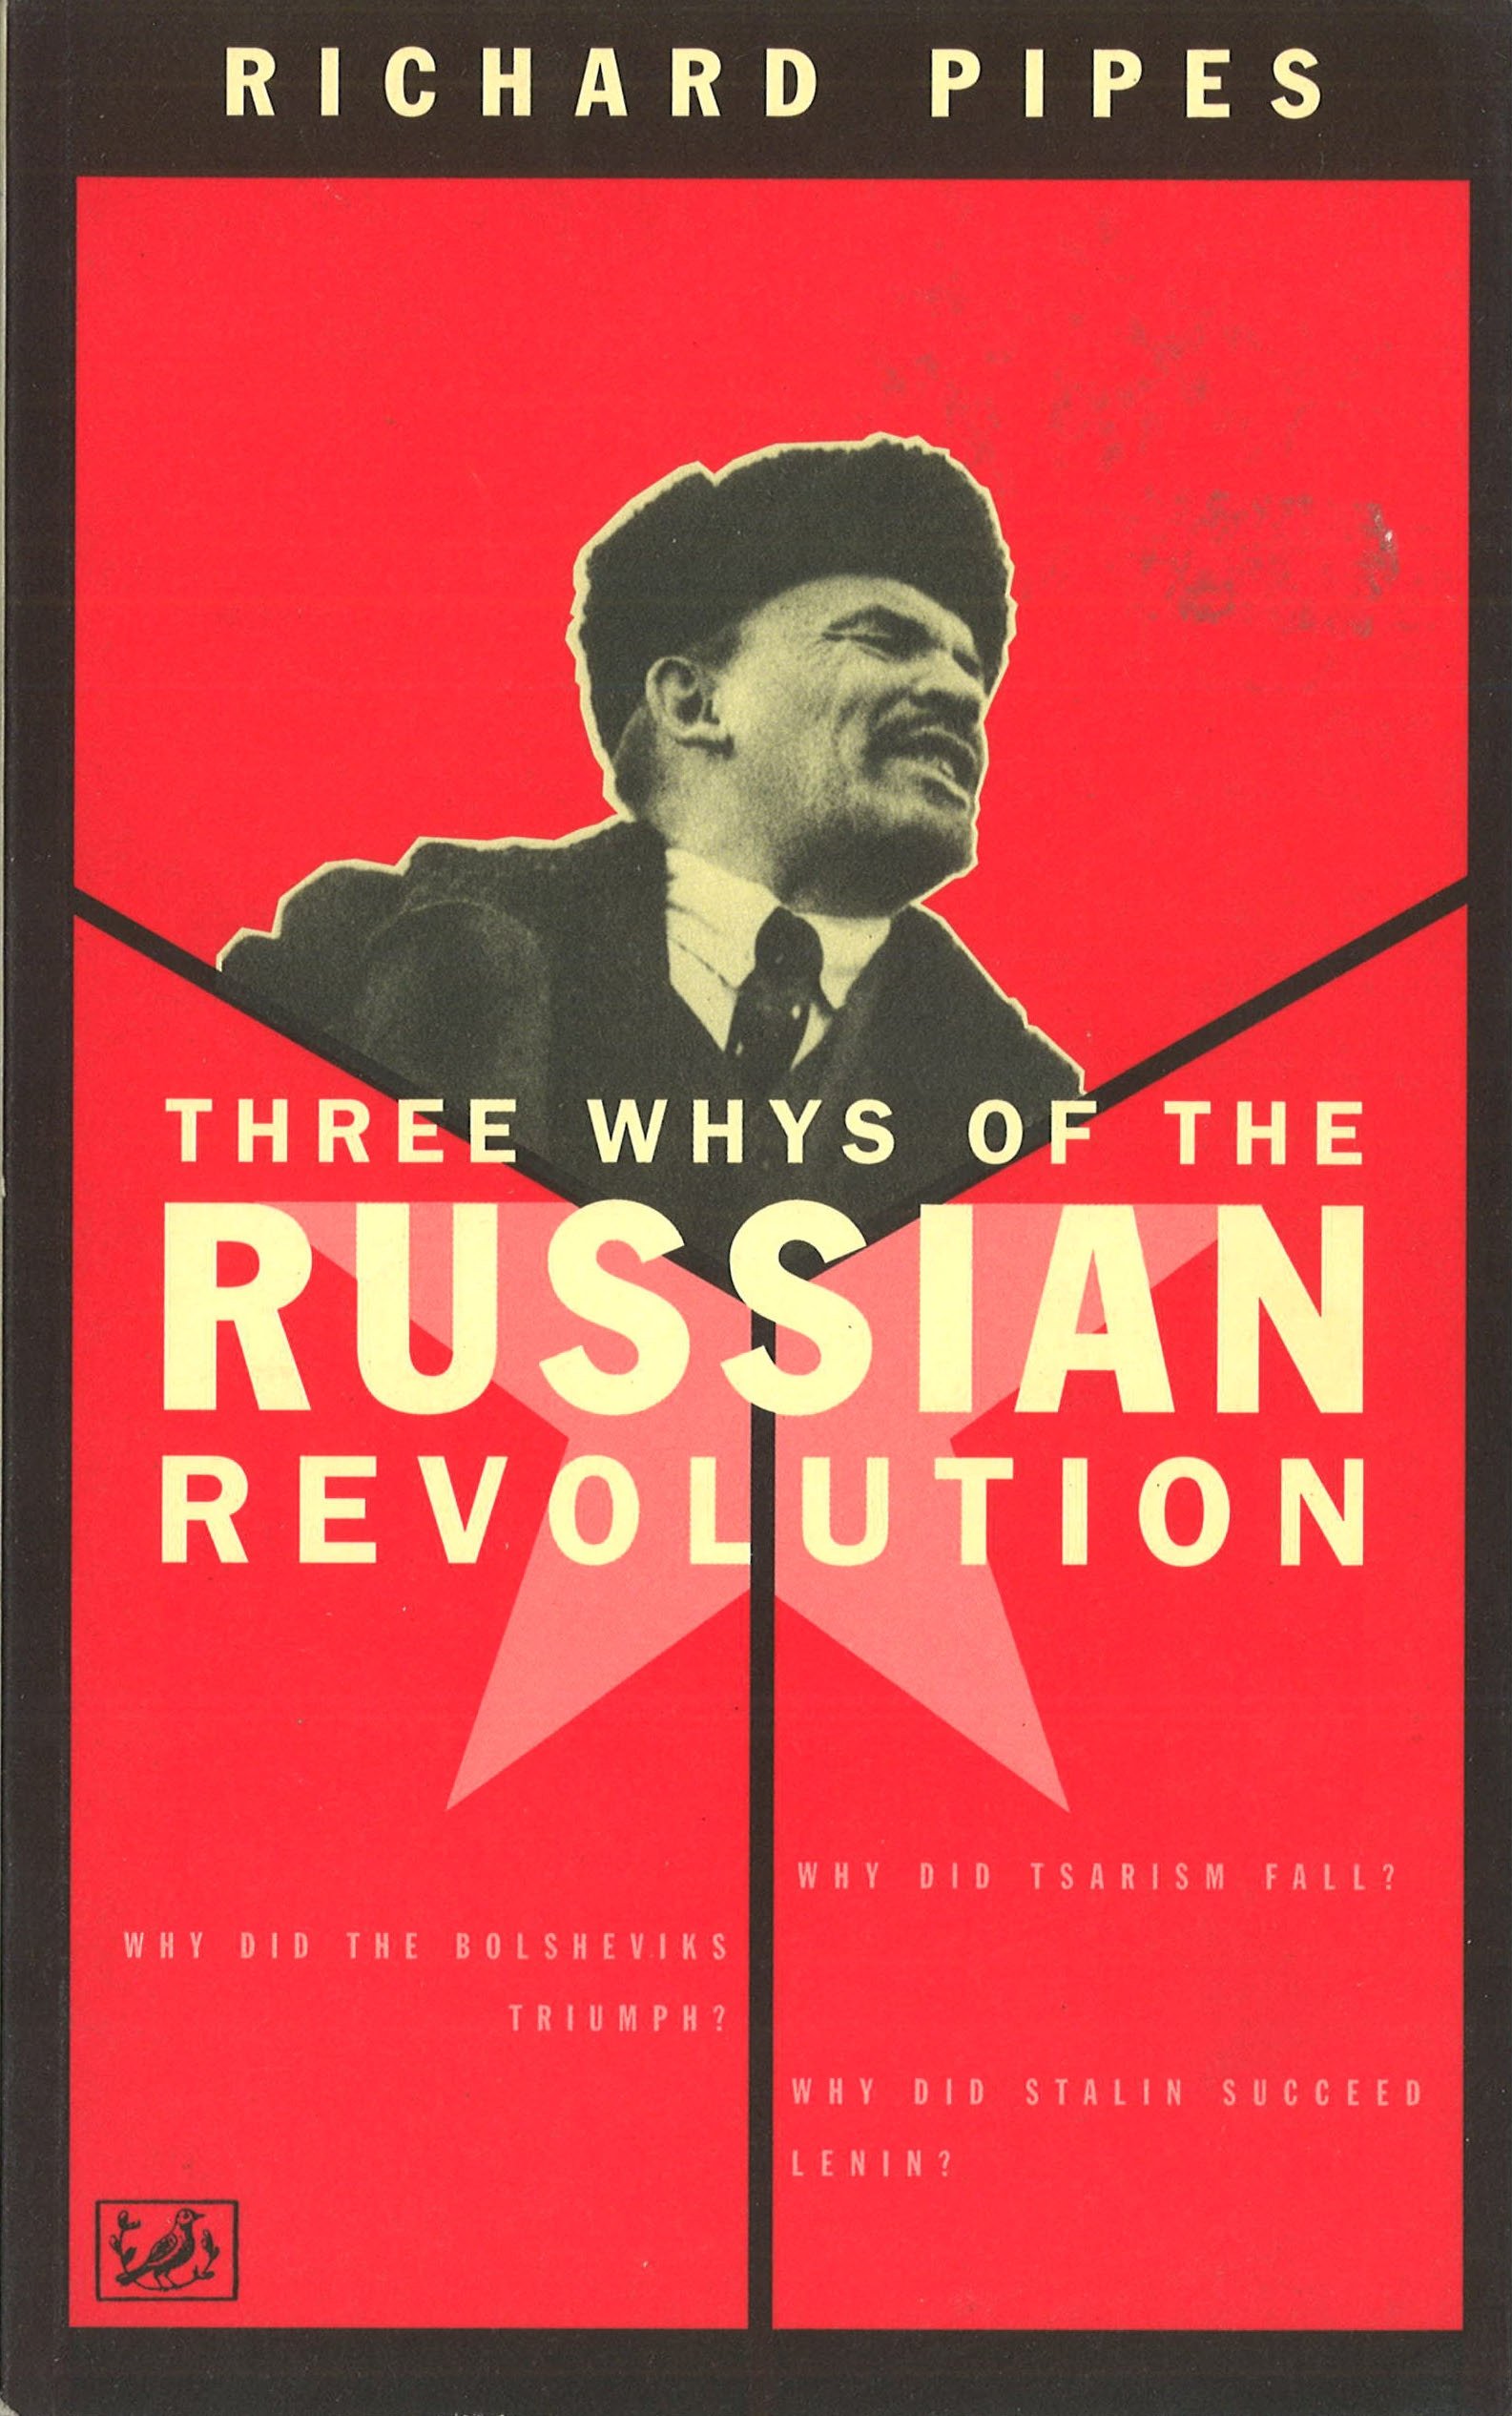 RICHARD PIPES
THREE WHYS OF THE
RUSSIAN
REVOLUTION
WHY DID TSARISM FALL?
WHY DID THE BOLSHEVIKS
TRIUMPH?
WHY DID STALIN SUCCEED
LENIN?